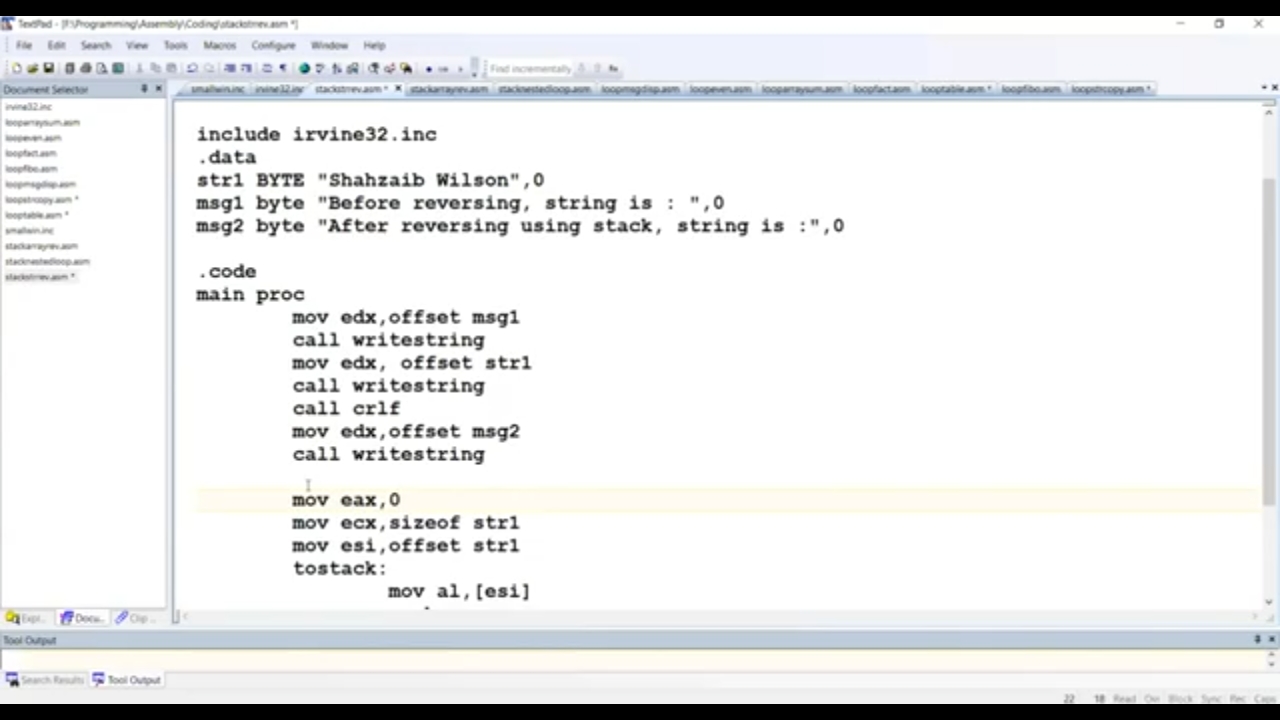 TextPad - [F:\Programming\Assembly\Coding\stackstrrev.asm *]
File Edit Search View Tools Macros Configure Window Help
Find incrementally
Document Selector
smallwin.inc irvine32.inc stackstrrev.asm * stackarrayrev.asm stacknestedloop.asm loopmsgdisp.asm loopeven.asm looparraysum.asm loopfact.asm looptable.asm * loopfibo.asm loopstrcopy.asm *
irvine32.inc
looparraysum.asm
loopeven.asm
loopfact.asm
loopfibo.asm
loopmsgdisp.asm
loopstrcopy.asm *
looptable.asm *
smallwin.inc
stackarrayrev.asm
stacknestedloop.asm
stackstrrev.asm *
include irvine32.inc
.data
str1 BYTE "Shahzaib Wilson",0
msg1 byte "Before reversing, string is : ",0
msg2 byte "After reversing using stack, string is :",0
.code
main proc
mov edx,offset msg1
call writestring
mov edx, offset str1
call writestring
call crlf
mov edx,offset msg2
call writestring
mov eax,0
mov ecx,sizeof str1
mov esi,offset str1
tostack:
mov al,[esi]
Expl... Docu... Clip ...
Tool Output
Search Results Tool Output
22 18 Read Ovr Block Sync Rec Caps